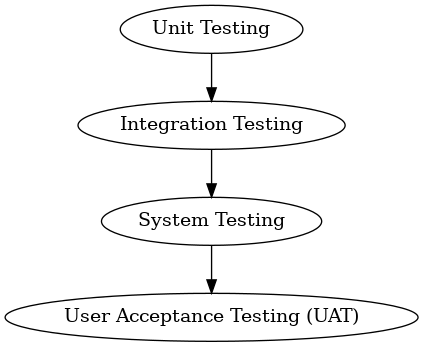 Unit Testing
Integration Testing
System Testing
User Acceptance Testing (UAT)